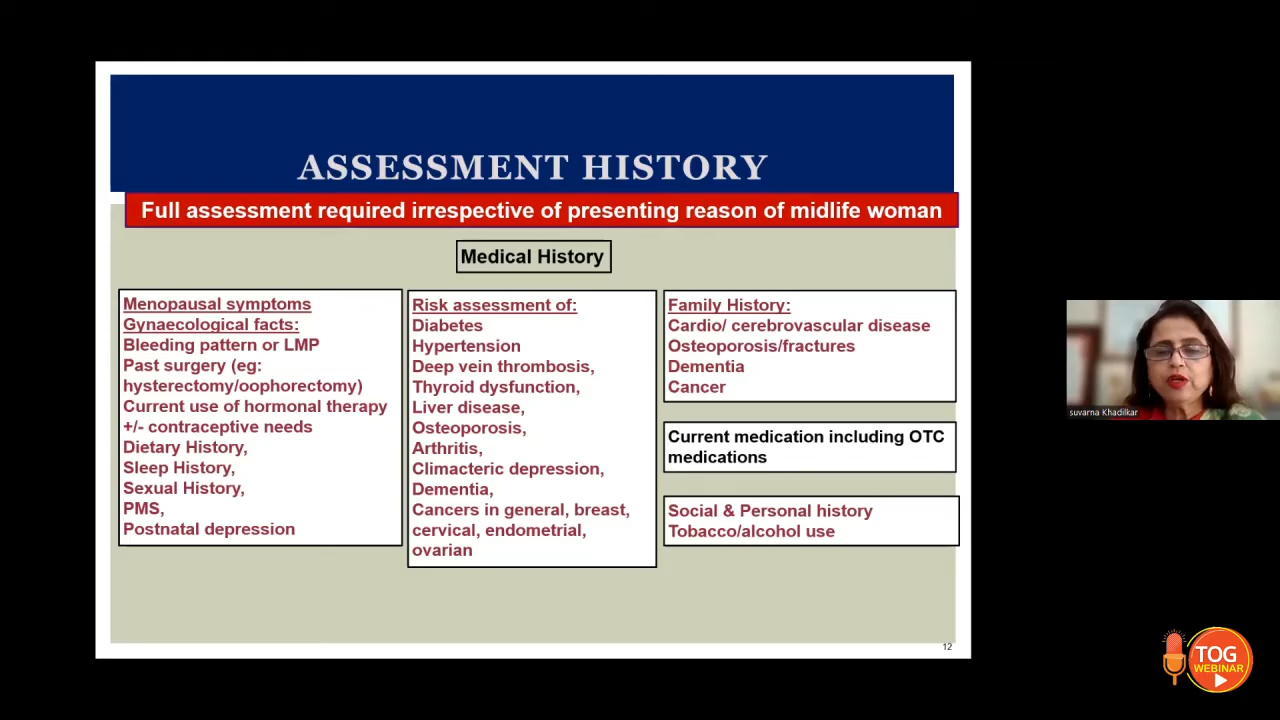 ASSESSMENT HISTORY
Full assessment required irrespective of presenting reason of midlife woman
Medical History
Menopausal symptoms
Gynaecological facts:
Bleeding pattern or LMP
Past surgery (eg:
hysterectomy/oophorectomy)
Current use of hormonal therapy
+/- contraceptive needs
Dietary History,
Sleep History,
Sexual History,
PMS,
Postnatal depression
Risk assessment of:
Diabetes
Hypertension
Deep vein thrombosis,
Thyroid dysfunction,
Liver disease,
Osteoporosis,
Arthritis,
Climacteric depression,
Dementia,
Cancers in general, breast,
cervical, endometrial,
ovarian
Family History:
Cardio/ cerebrovascular disease
Osteoporosis/fractures
Dementia
Cancer
Current medication including OTC
medications
Social & Personal history
Tobacco/alcohol use
12
suvarna Khadilkar
TOG
WEBINAR